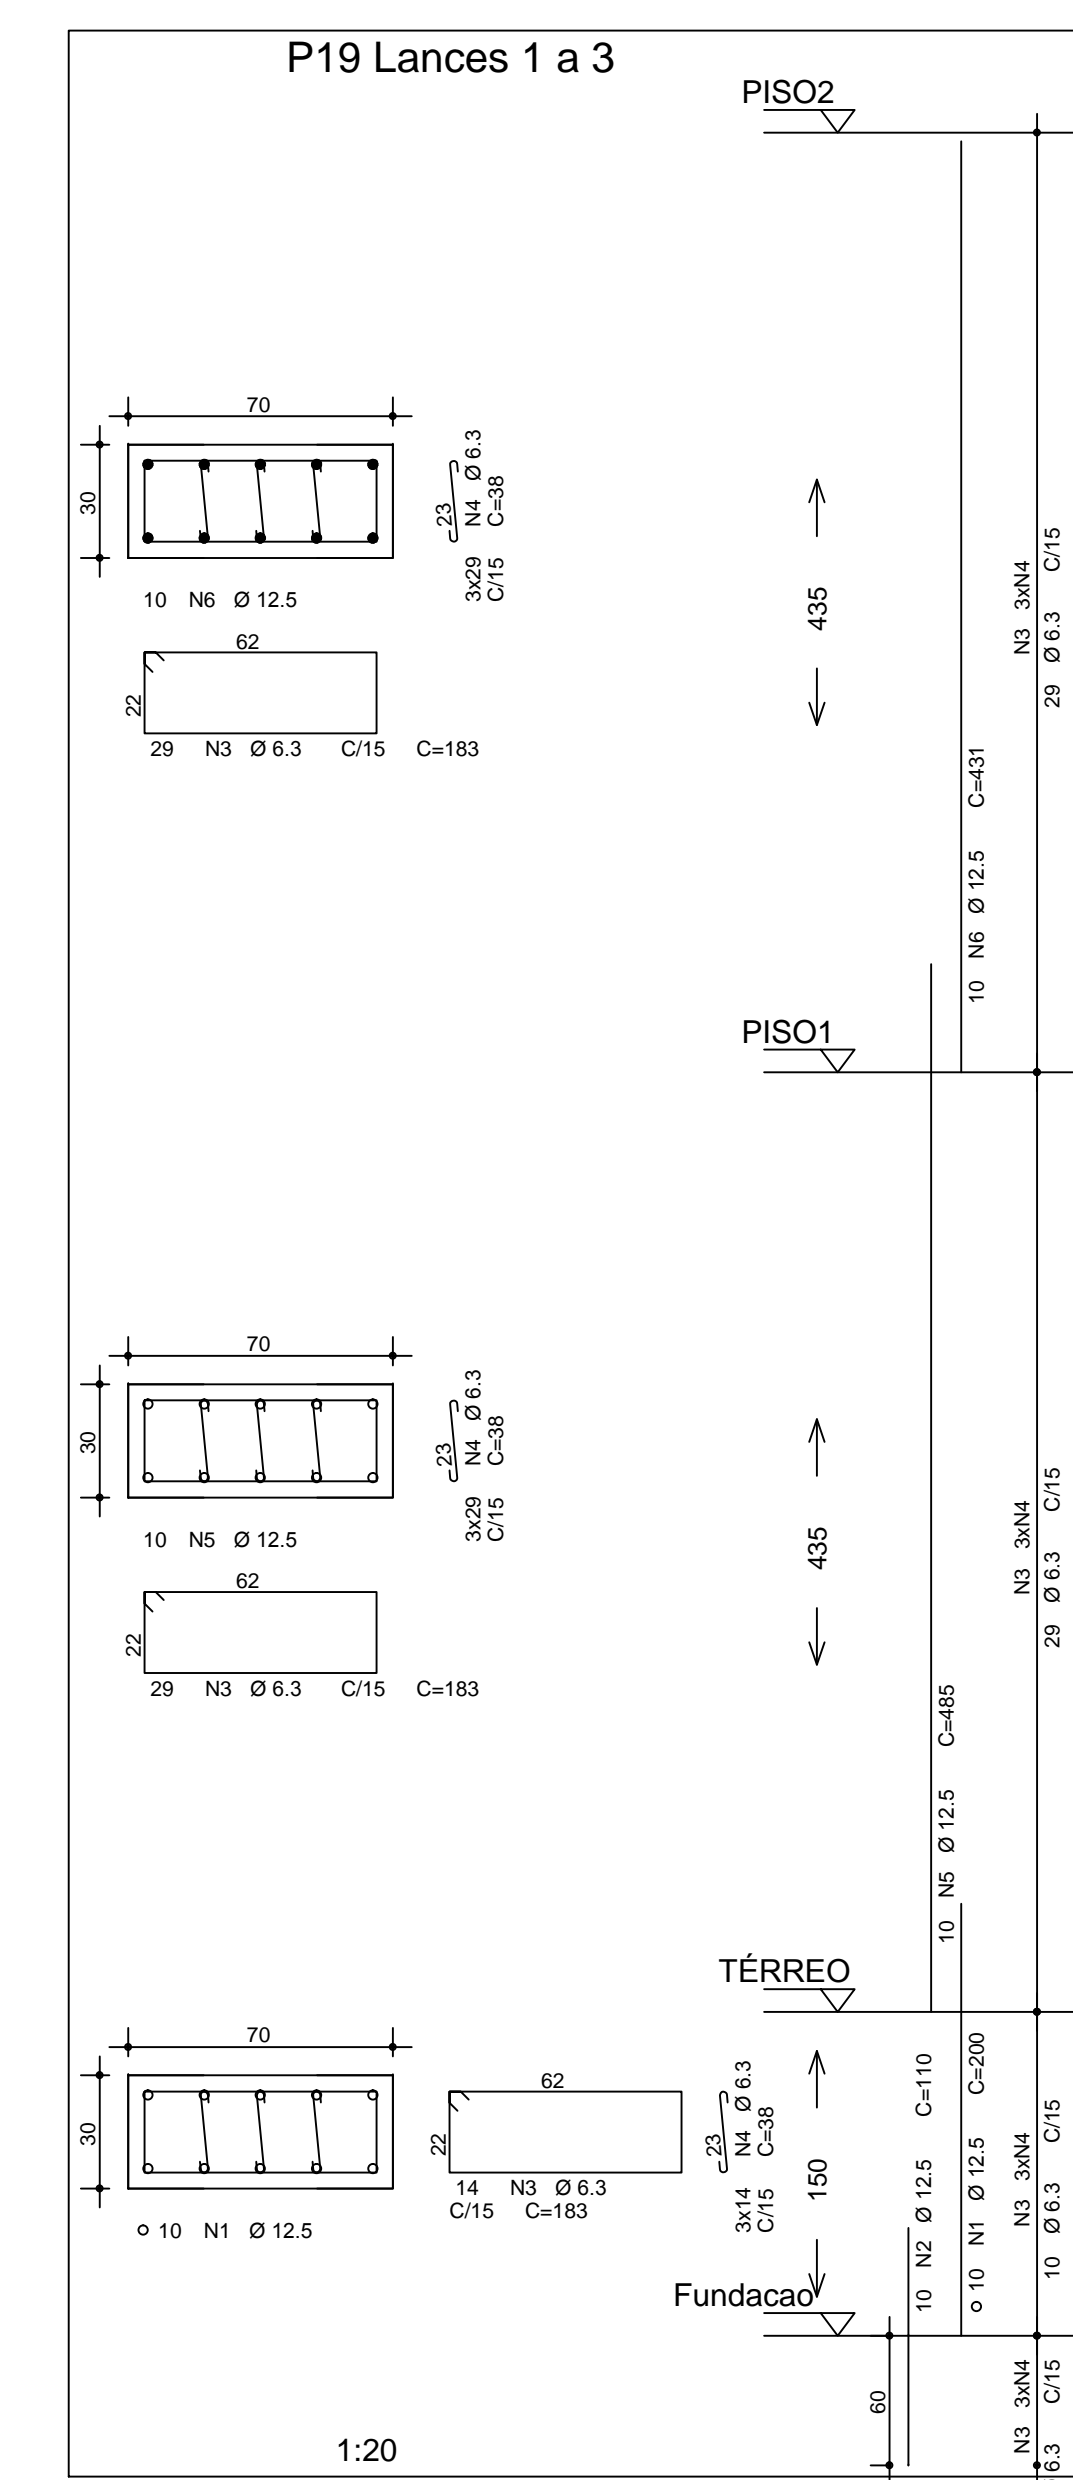 P19 Lances 1 a 3
PISO2
70
30
23
N4 Ø 6.3
C=38
3x29
C/15
10 N6 Ø 12.5
62
22
29 N3 Ø 6.3 C/15 C=183
435
N3 3xN4
29 Ø 6.3 C/15
10 N6 Ø 12.5 C=431
PISO1
70
30
23
N4 Ø 6.3
C=38
3x29
C/15
10 N5 Ø 12.5
62
22
29 N3 Ø 6.3 C/15 C=183
435
N3 3xN4
29 Ø 6.3 C/15
10 N5 Ø 12.5 C=485
TÉRREO
70
30
10 N1 Ø 12.5
62
22
14 N3 Ø 6.3
C/15 C=183
23
N4 Ø 6.3
C=38
3x14
C/15
150
10 N2 Ø 12.5 C=110
10 N1 Ø 12.5 C=200
N3 3xN4
10 Ø 6.3 C/15
Fundacao
60
N3 3xN4
6.3 C/15
1:20